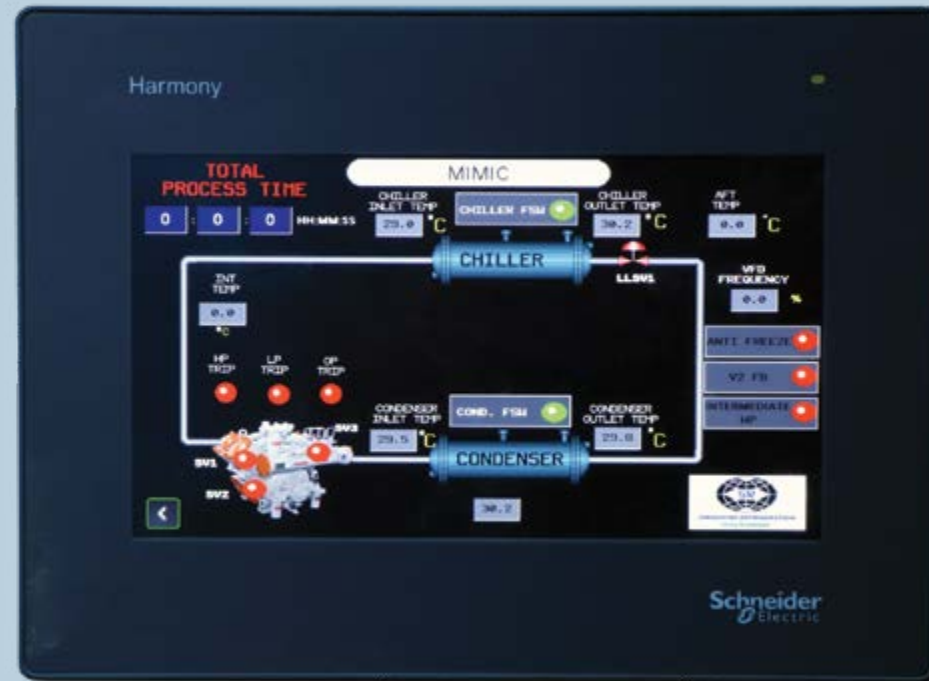 Harmony
TOTAL
PROCESS TIME
0 : 0 : 0 HH:MM:SS
MIMIC
CHILLER
INLET TEMP
29.0 °C
CHILLER FSW
CHILLER
OUTLET TEMP
30.2 °C
AFT
TEMP
0.0 °C
CHILLER
LLSV1
VFD
FREQUENCY
0.0 %
INT
TEMP
0.0
°C
ANTI FREEZE
V2 FB
INTERMEDIATE
HP
HP
TRIP
LP
TRIP
OP
TRIP
CONDENSER
INLET TEMP
29.5 °C
COND. FSW
CONDENSER
OUTLET TEMP
29.8 °C
SV3
SV1
SV2
CONDENSER
30.2
<
Schneider
Electric